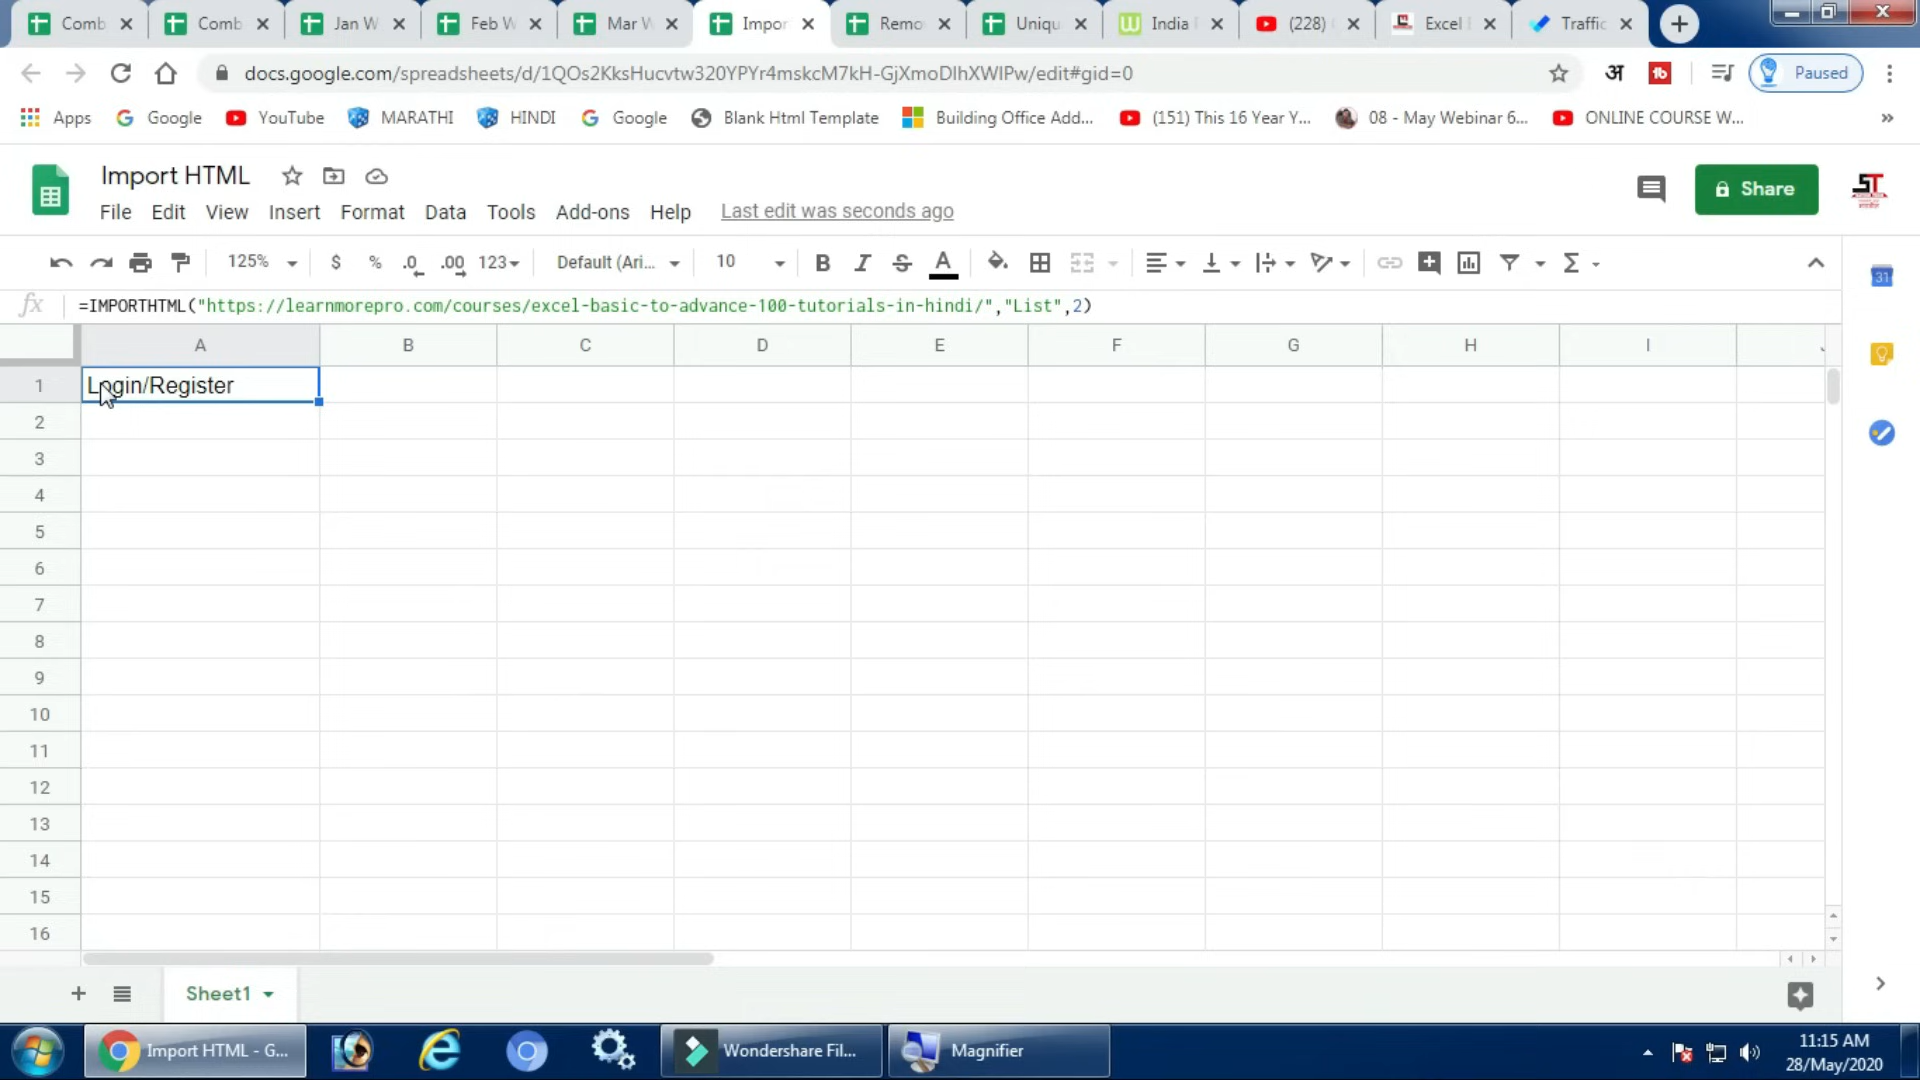 Comb
Comb
Jan W
Feb W
Mar W
Impor
Remo
Uniqu
India
(228)
Excel
Traffic
docs.google.com/spreadsheets/d/1QOs2KksHucvtw320YPYr4mskcM7kH-GjXmoDIhXWIPw/edit#gid=0
अ
tb
Paused
Apps
Google
YouTube
MARATHI
HINDI
Google
Blank Html Template
Building Office Add...
(151) This 16 Year Y...
08 - May Webinar 6...
ONLINE COURSE W...
»
Import HTML
Share
ST
File Edit View Insert Format Data Tools Add-ons Help Last edit was seconds ago
125% $ % .0 .00 123 Default (Ari... 10 B I S A Σ
31
fx =IMPORTHTML("https://learnmorepro.com/courses/excel-basic-to-advance-100-tutorials-in-hindi/","List",2)
A B C D E F G H I
1 Login/Register
2
3
4
5
6
7
8
9
10
11
12
13
14
15
16
Sheet1
Import HTML - G...
Wondershare Fil...
Magnifier
11:15 AM
28/May/2020